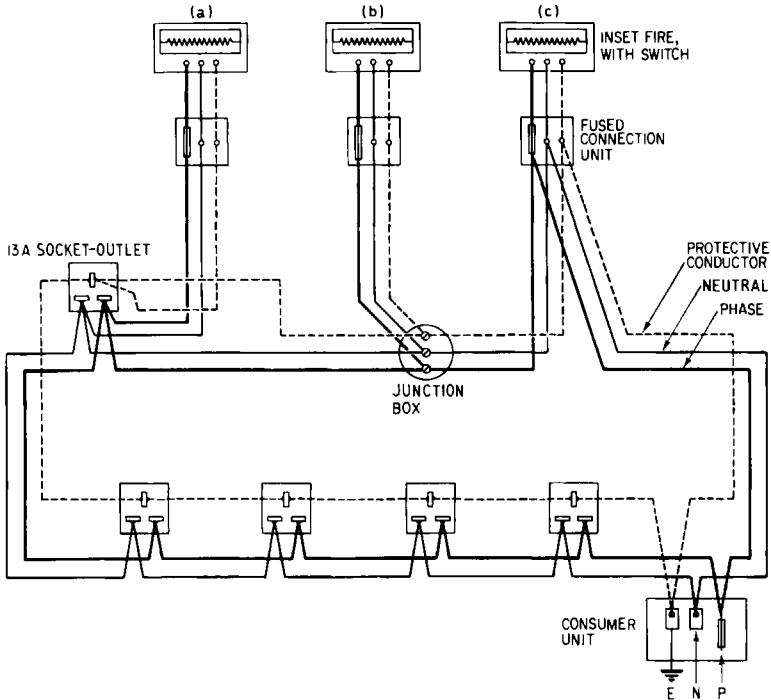 (a) (b) (c)
INSET FIRE,
WITH SWITCH
FUSED
CONNECTION
UNIT
13A SOCKET-OUTLET
PROTECTIVE
CONDUCTOR
NEUTRAL
PHASE
JUNCTION
BOX
CONSUMER
UNIT
E N P